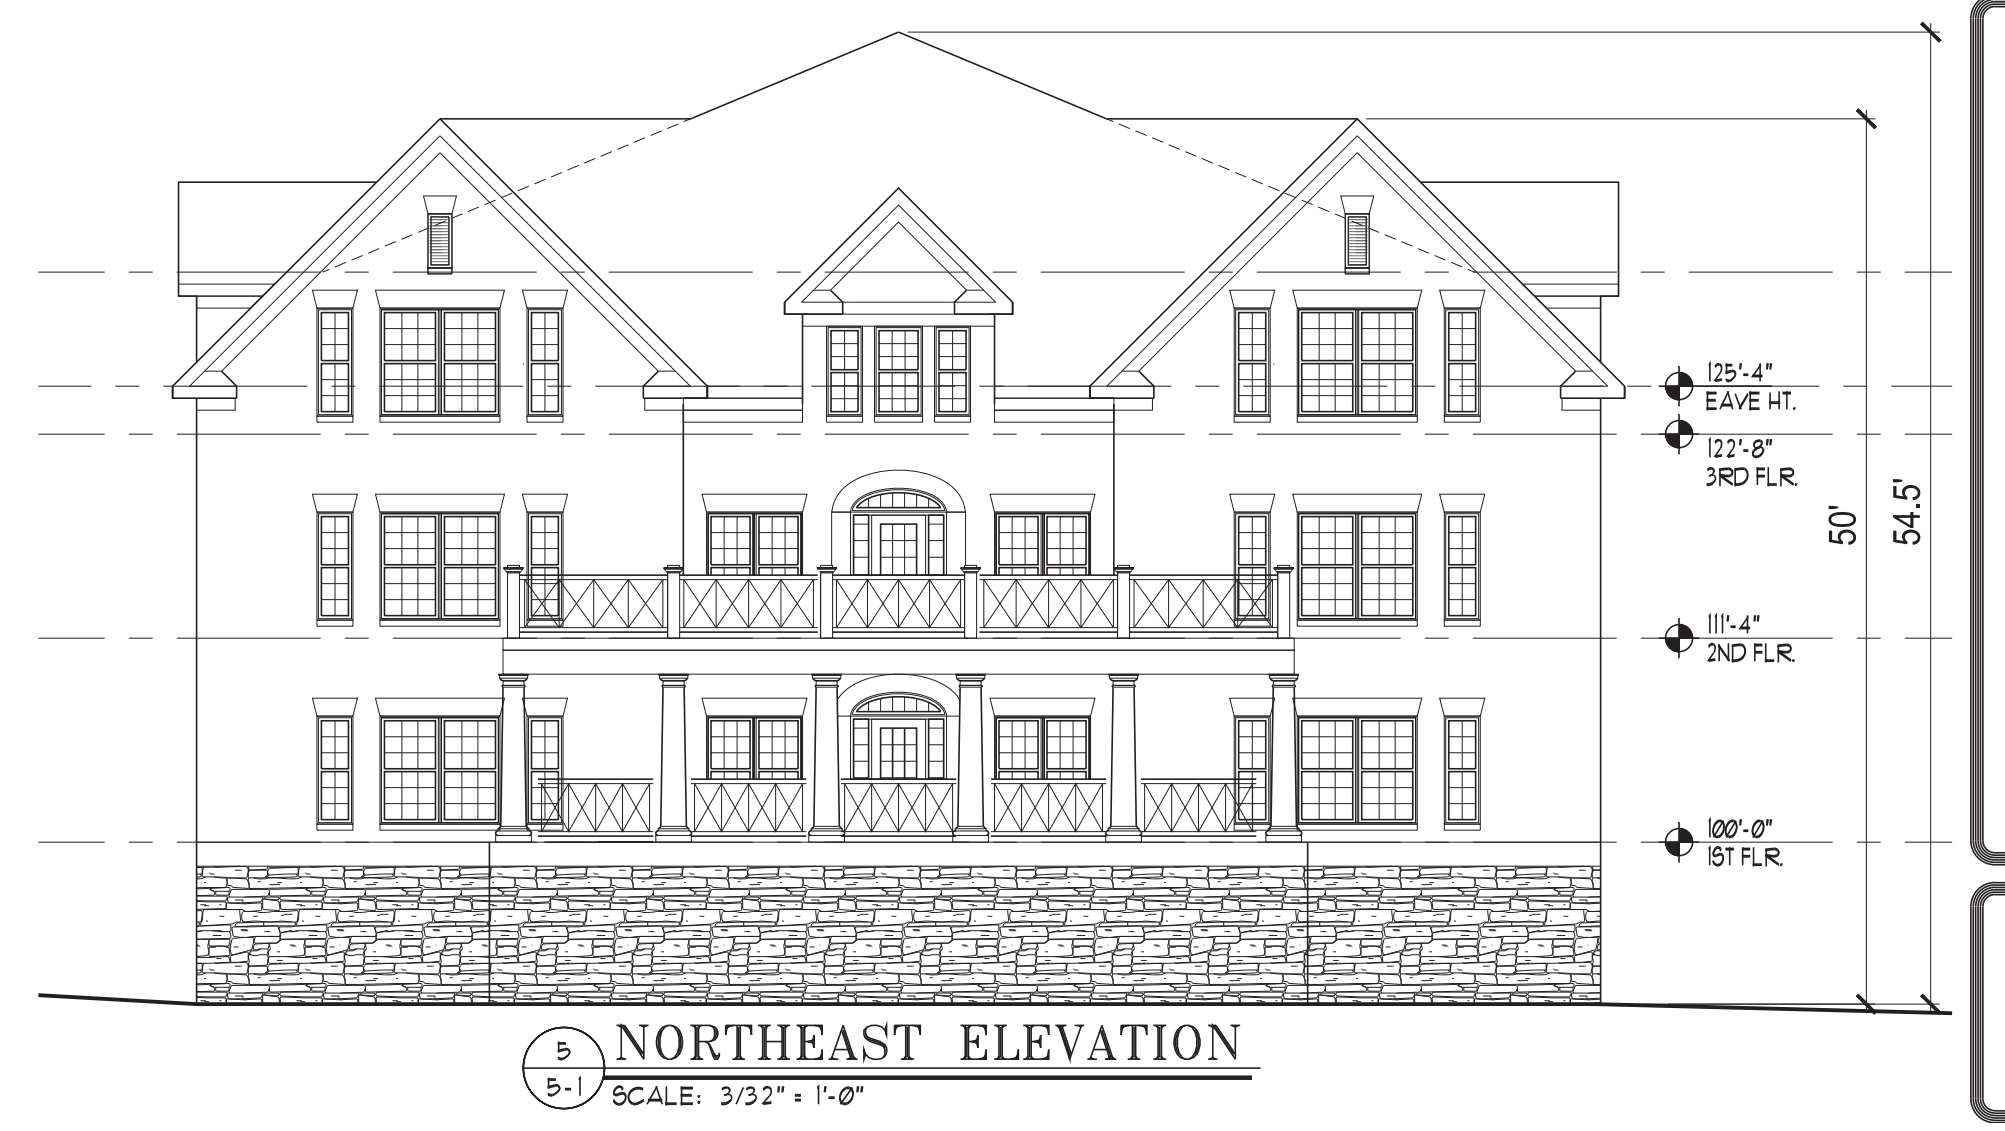 125'-4"
EAVE HT.
122'-8"
3RD FLR.
50'
54.5'
111'-4"
2ND FLR.
100'-0"
1ST FLR.
5
5-1
NORTHEAST ELEVATION
SCALE: 3/32" = 1'-0"